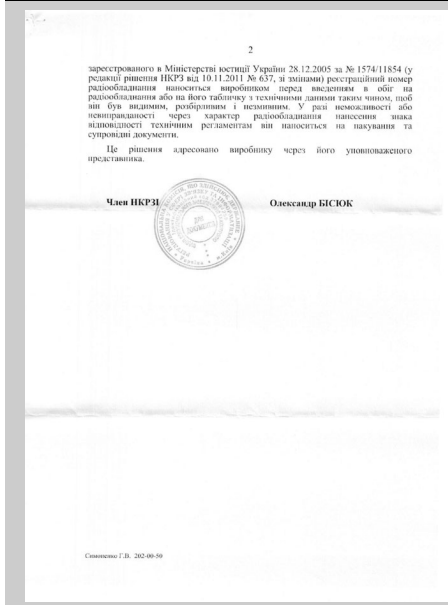 2
зареєстрованого в Міністерстві юстиції України 28.12.2005 за № 1574/11854 (у
редакції рішення НКРЗ від 10.11.2011 № 637, зі змінами) реєстраційний номер
радіообладнання наноситься виробником перед введенням в обіг на
радіообладнання або на його табличку з технічними даними таким чином, щоб
він був видимим, розбірливим і незмивним. У разі неможливості або
невиправданості через характер радіообладнання нанесення знака
відповідності технічним регламентам він наноситься на пакування та
супровідні документи.
Це рішення адресовано виробнику через його уповноваженого
представника.
Член НКРЗІ Олександр БІСЮК
Україна
Симоненко Г.В. 202-00-50